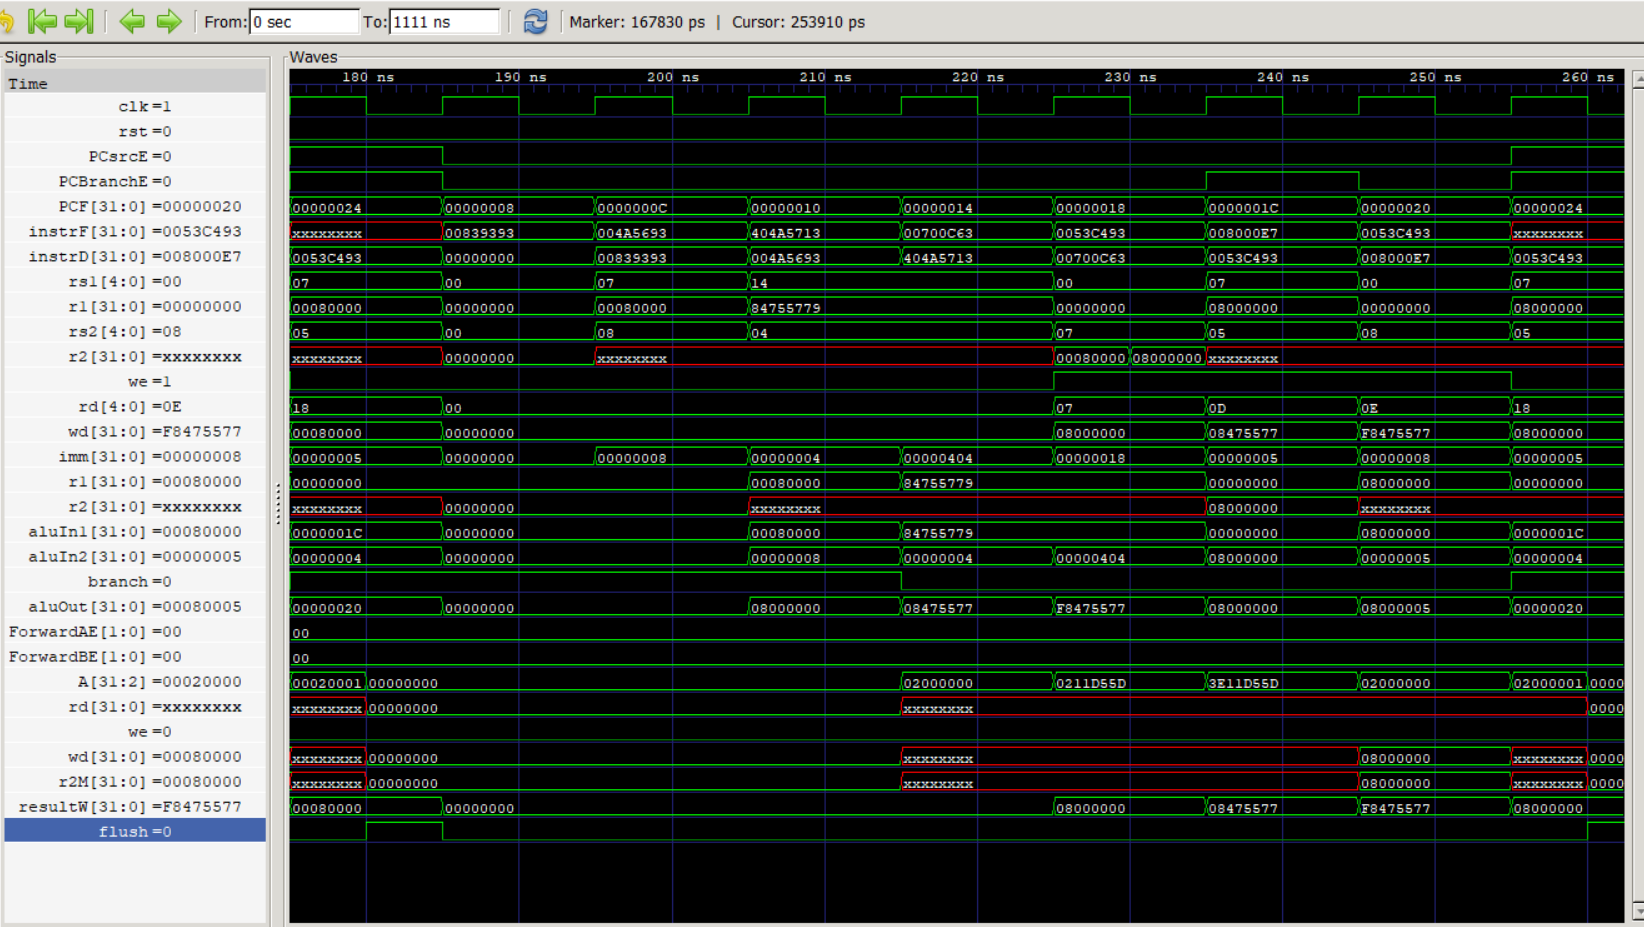 From: 0 sec To: 1111 ns Marker: 167830 ps | Cursor: 253910 ps
Signals Waves
Time 180 ns 190 ns 200 ns 210 ns 220 ns 230 ns 240 ns 250 ns 260 ns
clk=1
rst=0
PCsrcE=0
PCBranchE=0
PCF[31:0]=00000020 00000024 00000008 0000000C 00000010 00000014 00000018 0000001C 00000020 00000024
instrF[31:0]=0053C493 xxxxxxxx 00839393 004A5693 404A5713 00700C63 0053C493 008000E7 0053C493 xxxxxxxx
instrD[31:0]=008000E7 0053C493 00000000 00839393 004A5693 404A5713 00700C63 0053C493 008000E7 0053C493
rs1[4:0]=00 07 00 07 14 00 07 00 07
r1[31:0]=00000000 00080000 00000000 00080000 84755779 00000000 08000000 00000000 08000000
rs2[4:0]=08 05 00 08 04 07 05 08 05
r2[31:0]=xxxxxxxx xxxxxxxx 00000000 xxxxxxxx 00080000 08000000 xxxxxxxx
we=1
rd[4:0]=0E 18 00 07 0D 0E 18
wd[31:0]=F8475577 00080000 00000000 08000000 08475577 F8475577 08000000
imm[31:0]=00000008 00000005 00000000 00000008 00000004 00000404 00000018 00000005 00000008 00000005
r1[31:0]=00080000 00000000 00080000 84755779 00000000 08000000 00000000
r2[31:0]=xxxxxxxx xxxxxxxx 00000000 xxxxxxxx 08000000 xxxxxxxx
aluIn1[31:0]=00080000 0000001C 00000000 00080000 84755779 00000000 08000000 0000001C
aluIn2[31:0]=00000005 00000004 00000000 00000008 00000004 00000404 08000000 00000005 00000004
branch=0
aluOut[31:0]=00080005 00000020 00000000 08000000 08475577 F8475577 08000000 08000005 00000020
ForwardAE[1:0]=00 00
ForwardBE[1:0]=00 00
A[31:2]=00020000 00020001 00000000 02000000 0211D55D 3E11D55D 02000000 02000001 0000
rd[31:0]=xxxxxxxx xxxxxxxx 00000000 xxxxxxxx 0000
we=0
wd[31:0]=00080000 xxxxxxxx 00000000 xxxxxxxx 08000000 xxxxxxxx 0000
r2M[31:0]=00080000 xxxxxxxx 00000000 xxxxxxxx 08000000 xxxxxxxx 0000
resultW[31:0]=F8475577 00080000 00000000 08000000 08475577 F8475577 08000000
flush=0